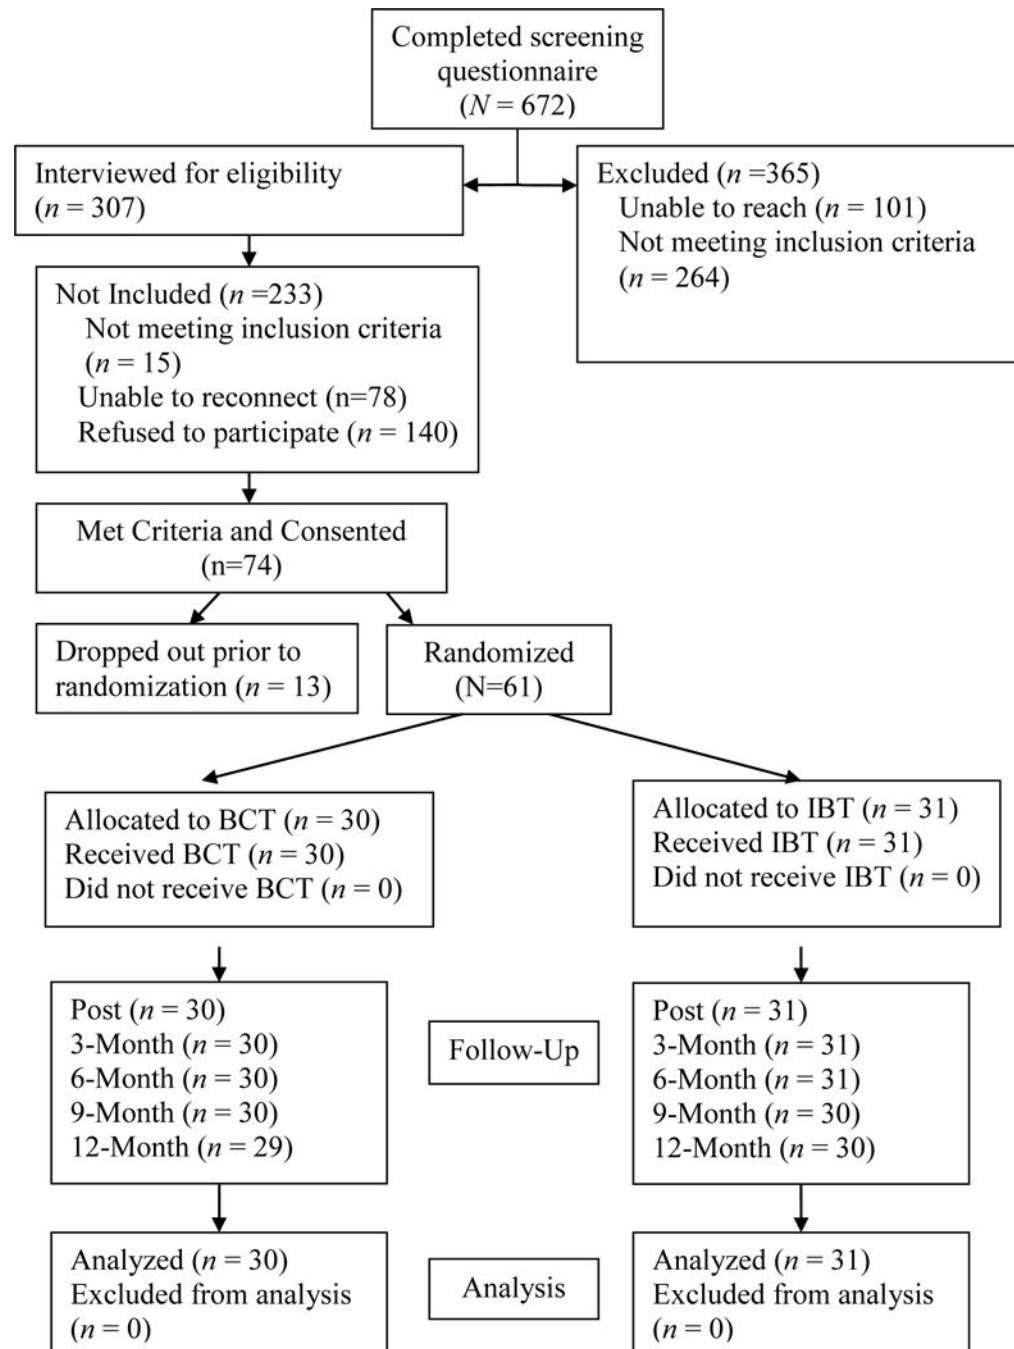 Completed screening
questionnaire
(N = 672)
Interviewed for eligibility
(n = 307)
Excluded (n =365)
Unable to reach (n = 101)
Not meeting inclusion criteria
(n = 264)
Not Included (n =233)
Not meeting inclusion criteria
(n = 15)
Unable to reconnect (n=78)
Refused to participate (n = 140)
Met Criteria and Consented
(n=74)
Dropped out prior to
randomization (n = 13)
Randomized
(N=61)
Allocated to BCT (n = 30)
Received BCT (n = 30)
Did not receive BCT (n = 0)
Allocated to IBT (n = 31)
Received IBT (n = 31)
Did not receive IBT (n = 0)
Post (n = 30)
3-Month (n = 30)
6-Month (n = 30)
9-Month (n = 30)
12-Month (n = 29)
Follow-Up
Post (n = 31)
3-Month (n = 31)
6-Month (n = 31)
9-Month (n = 30)
12-Month (n = 30)
Analyzed (n = 30)
Excluded from analysis
(n = 0)
Analysis
Analyzed (n = 31)
Excluded from analysis
(n = 0)